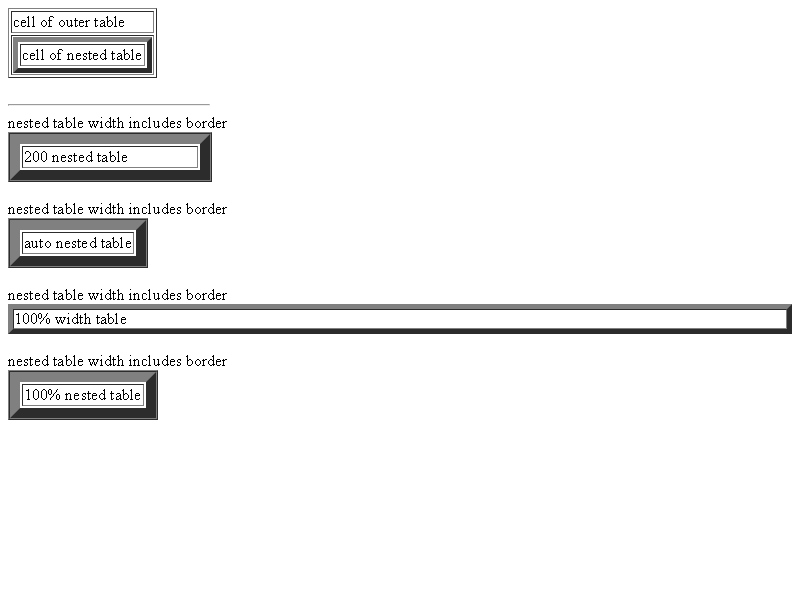 cell of outer table
cell of nested table
nested table width includes border
200 nested table
nested table width includes border
auto nested table
nested table width includes border
100% width table
nested table width includes border
100% nested table